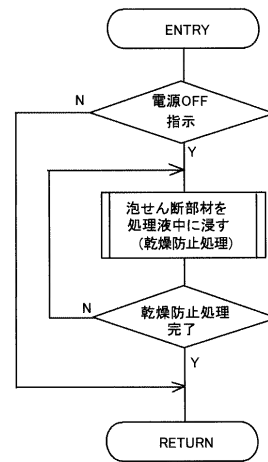 ENTRY
N
電源OFF
指示
Y
泡せん断部材を
処理液中に浸す
(乾燥防止処理)
N
乾燥防止処理
完了
Y
RETURN